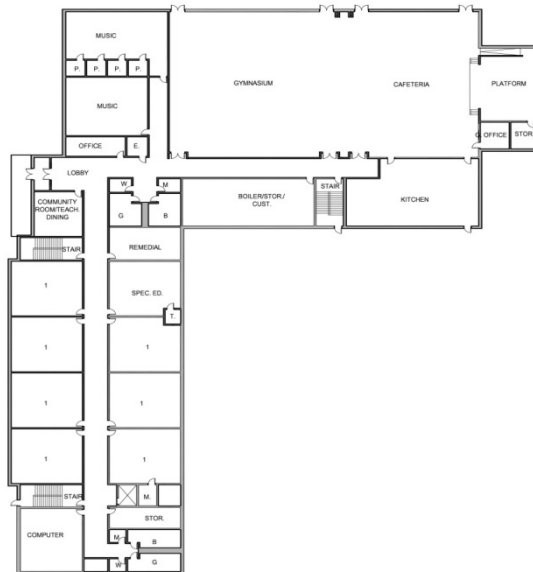 MUSIC
P. P. P. P.
GYMNASIUM
CAFETERIA
PLATFORM
MUSIC
OFFICE
E.
OFFICE
STOR.
LOBBY
W.
M.
STAIR
COMMUNITY
ROOM/TEACH.
DINING
G
B
BOILER/STOR./
CUST.
KITCHEN
STAIR
REMEDIAL
1
SPEC. ED.
T.
1
1
1
1
1
1
STAIR
M.
STOR.
COMPUTER
M.
B
W.
G